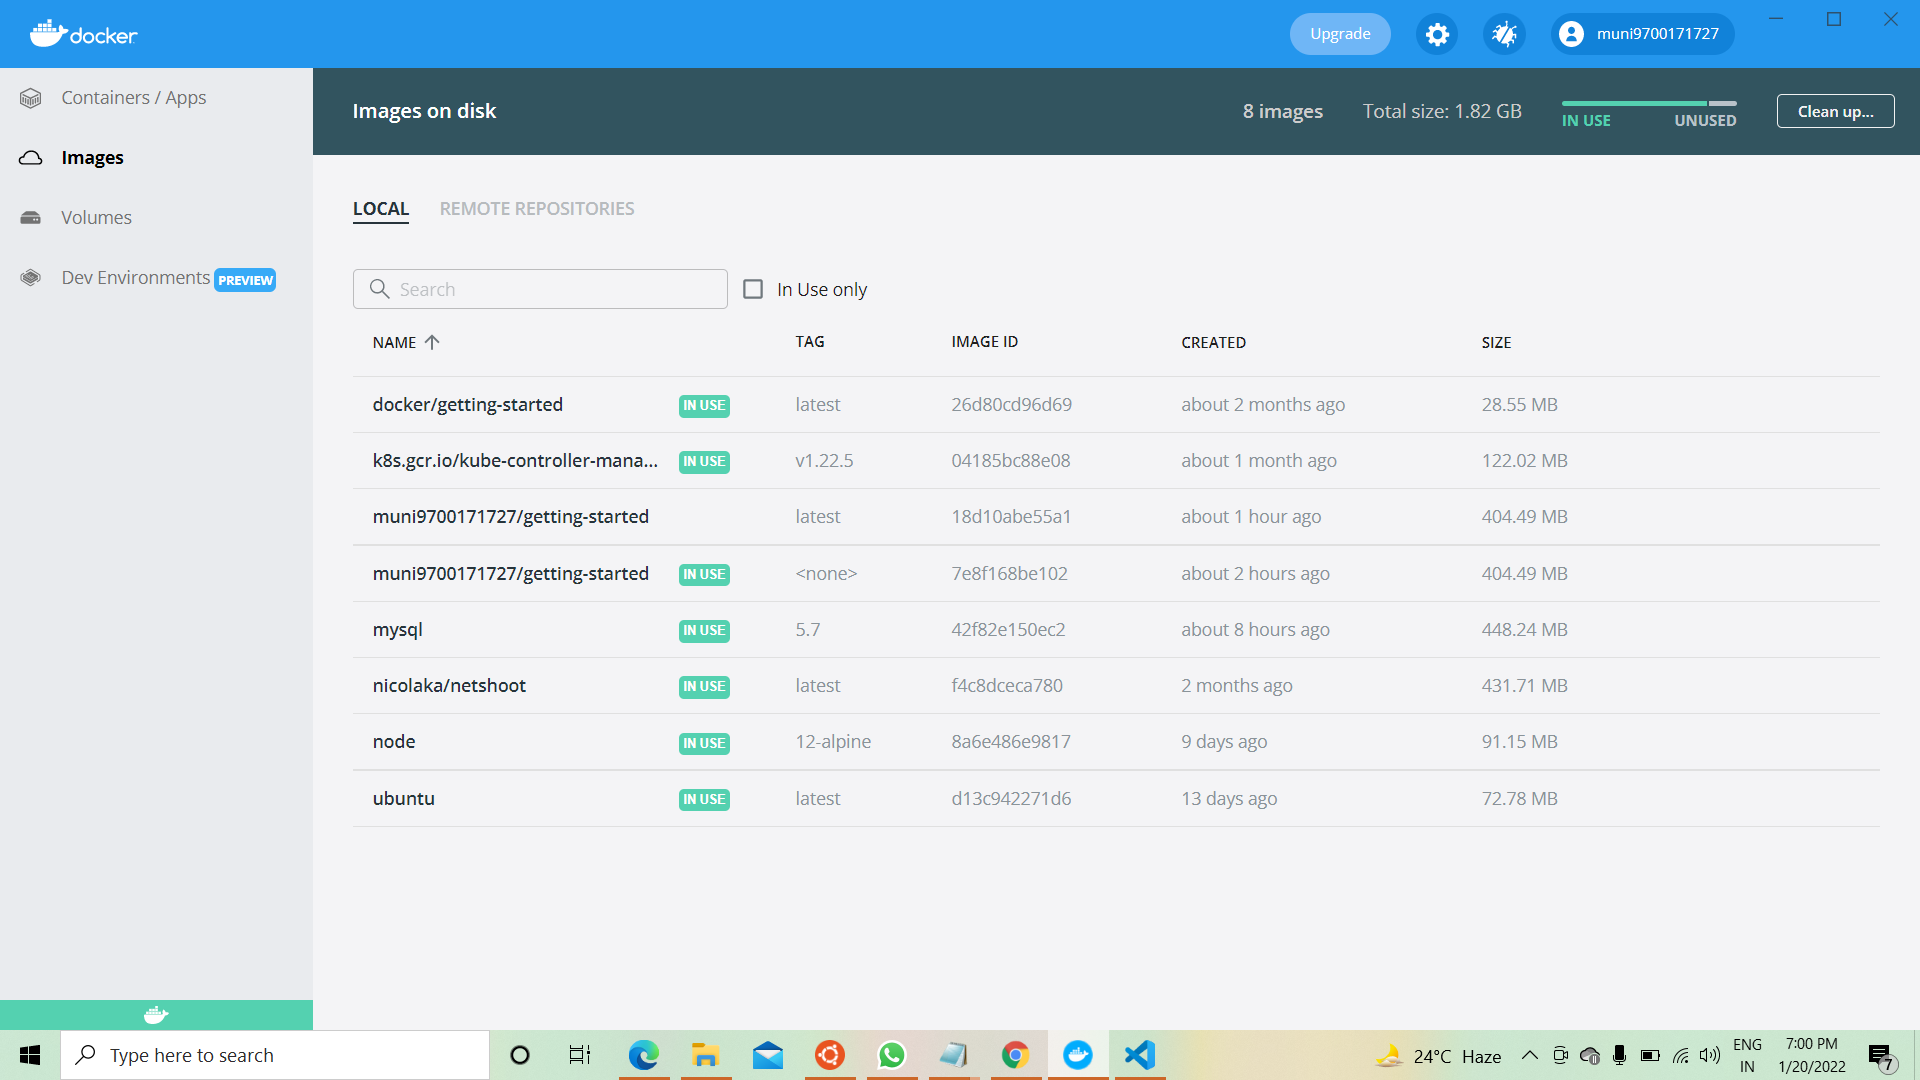 docker
Upgrade
muni9700171727
Containers / Apps
Images
Volumes
Dev Environments PREVIEW
Images on disk
8 images
Total size: 1.82 GB
IN USE UNUSED
Clean up...
LOCAL REMOTE REPOSITORIES
Search
In Use only
NAME TAG IMAGE ID CREATED SIZE
docker/getting-started IN USE latest 26d80cd96d69 about 2 months ago 28.55 MB
k8s.gcr.io/kube-controller-mana... IN USE v1.22.5 04185bc88e08 about 1 month ago 122.02 MB
muni9700171727/getting-started latest 18d10abe55a1 about 1 hour ago 404.49 MB
muni9700171727/getting-started IN USE <none> 7e8f168be102 about 2 hours ago 404.49 MB
mysql IN USE 5.7 42f82e150ec2 about 8 hours ago 448.24 MB
nicolaka/netshoot IN USE latest f4c8dceca780 2 months ago 431.71 MB
node IN USE 12-alpine 8a6e486e9817 9 days ago 91.15 MB
ubuntu IN USE latest d13c942271d6 13 days ago 72.78 MB
Type here to search
24°C Haze
ENG
IN
7:00 PM
1/20/2022
7